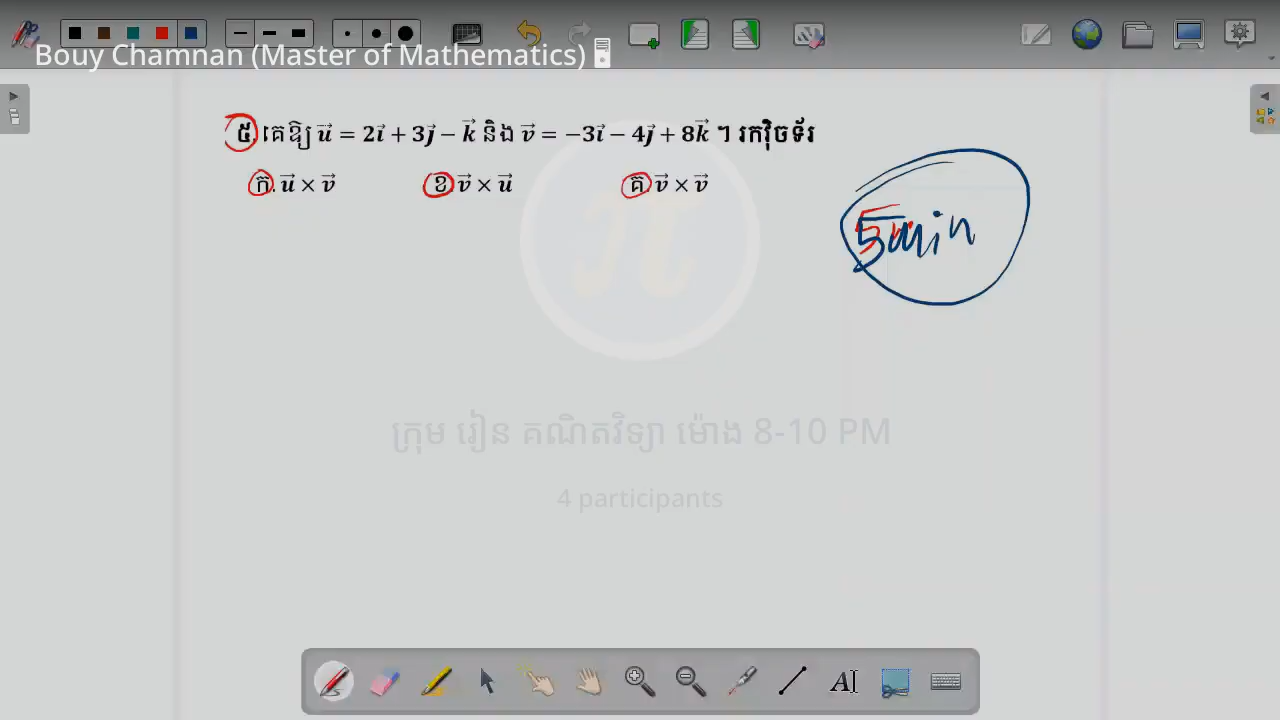 Bouy Chamnan (Master of Mathematics)
៥. គេឱ្យ u⃗ = 2i⃗ + 3j⃗ − k⃗ និង v⃗ = −3i⃗ − 4j⃗ + 8k⃗ ។ រកវ៉ិចទ័រ
ក. u⃗ × v⃗ ខ. v⃗ × u⃗ គ. v⃗ × v⃗
5min
ក្រុម រៀន គណិតវិទ្យា ម៉ោង 8-10 PM
4 participants